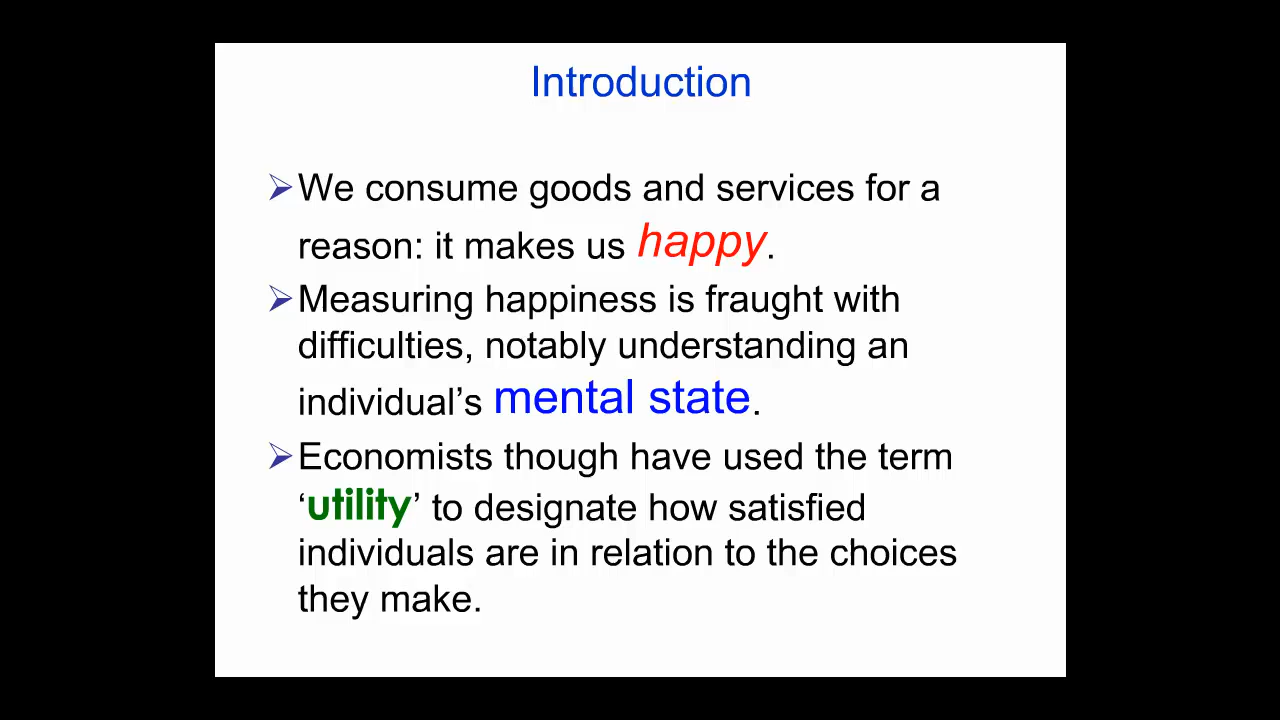 Introduction
We consume goods and services for a
reason: it makes us happy.
Measuring happiness is fraught with
difficulties, notably understanding an
individual’s mental state.
Economists though have used the term
‘utility’ to designate how satisfied
individuals are in relation to the choices
they make.